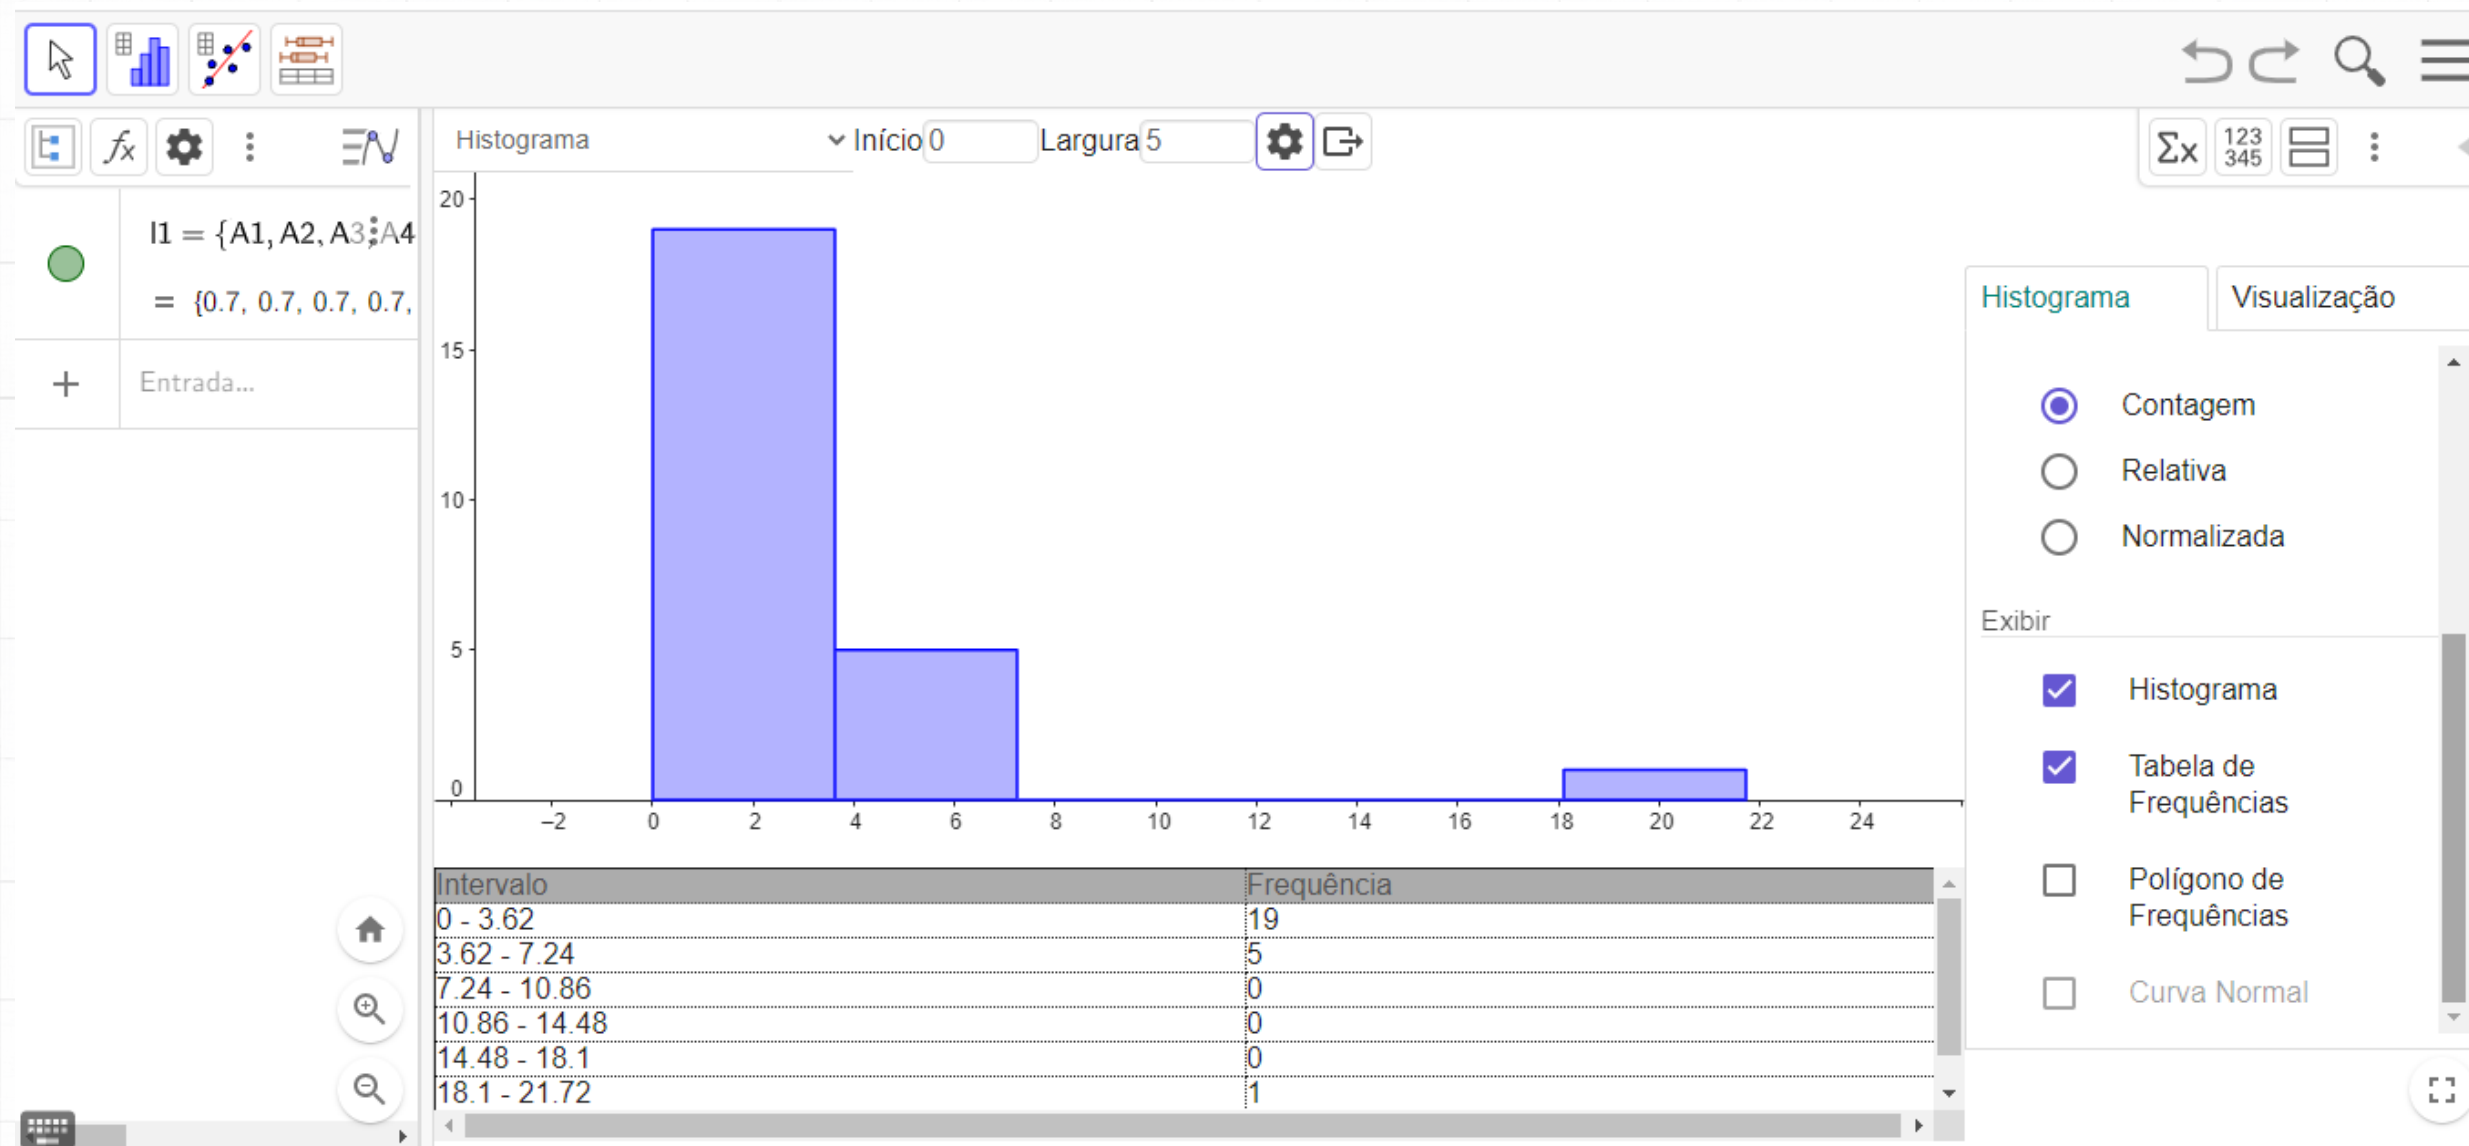 123
345
Histograma
Início 0
Largura 5
l1 = {A1, A2, A3, A4
= {0.7, 0.7, 0.7, 0.7,
Entrada...
20
15
10
5
0
−2 0 2 4 6 8 10 12 14 16 18 20 22 24
Intervalo Frequência
0 - 3.62 19
3.62 - 7.24 5
7.24 - 10.86 0
10.86 - 14.48 0
14.48 - 18.1 0
18.1 - 21.72 1
fx
Σx
Histograma Visualização
Contagem
Relativa
Normalizada
Exibir
Histograma
Tabela de
Frequências
Polígono de
Frequências
Curva Normal